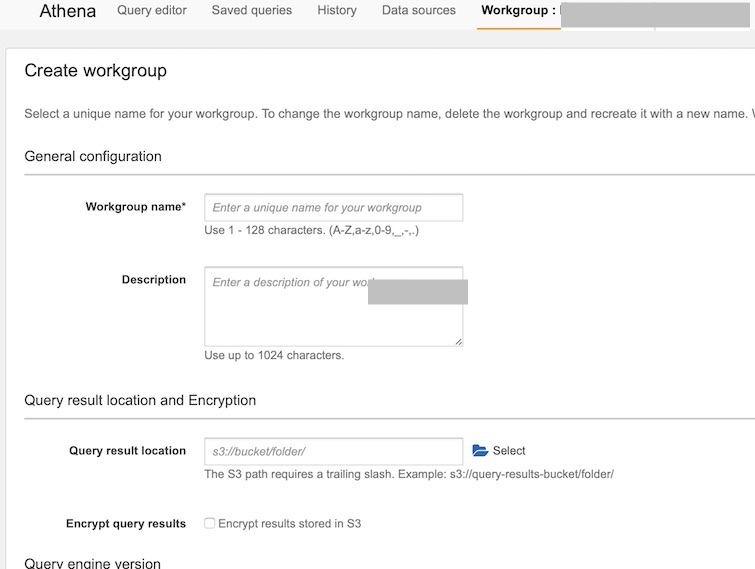 Athena Query editor Saved queries History Data sources Workgroup :
Create workgroup
Select a unique name for your workgroup. To change the workgroup name, delete the workgroup and recreate it with a new name.
General configuration
Workgroup name* Enter a unique name for your workgroup
Use 1 - 128 characters. (A-Z,a-z,0-9,_,-,.)
Description Enter a description of your
Use up to 1024 characters.
Query result location and Encryption
Query result location s3://bucket/folder/ Select
The S3 path requires a trailing slash. Example: s3://query-results-bucket/folder/
Encrypt query results Encrypt results stored in S3
Query engine version